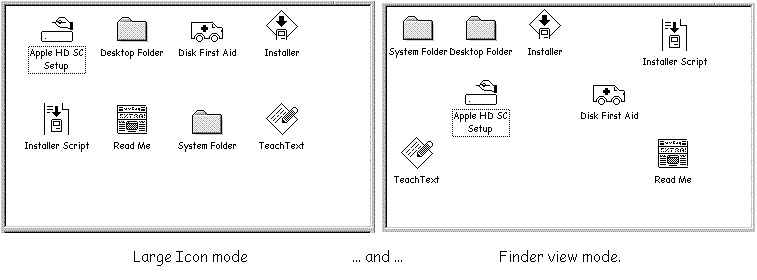 Apple HD SC
Setup
Desktop Folder
Disk First Aid
Installer
Installer Script
Read Me
System Folder
TeachText
System Folder
Desktop Folder
Installer
Installer Script
Apple HD SC
Setup
Disk First Aid
TeachText
Read Me
Large Icon mode ... and ... Finder view mode.